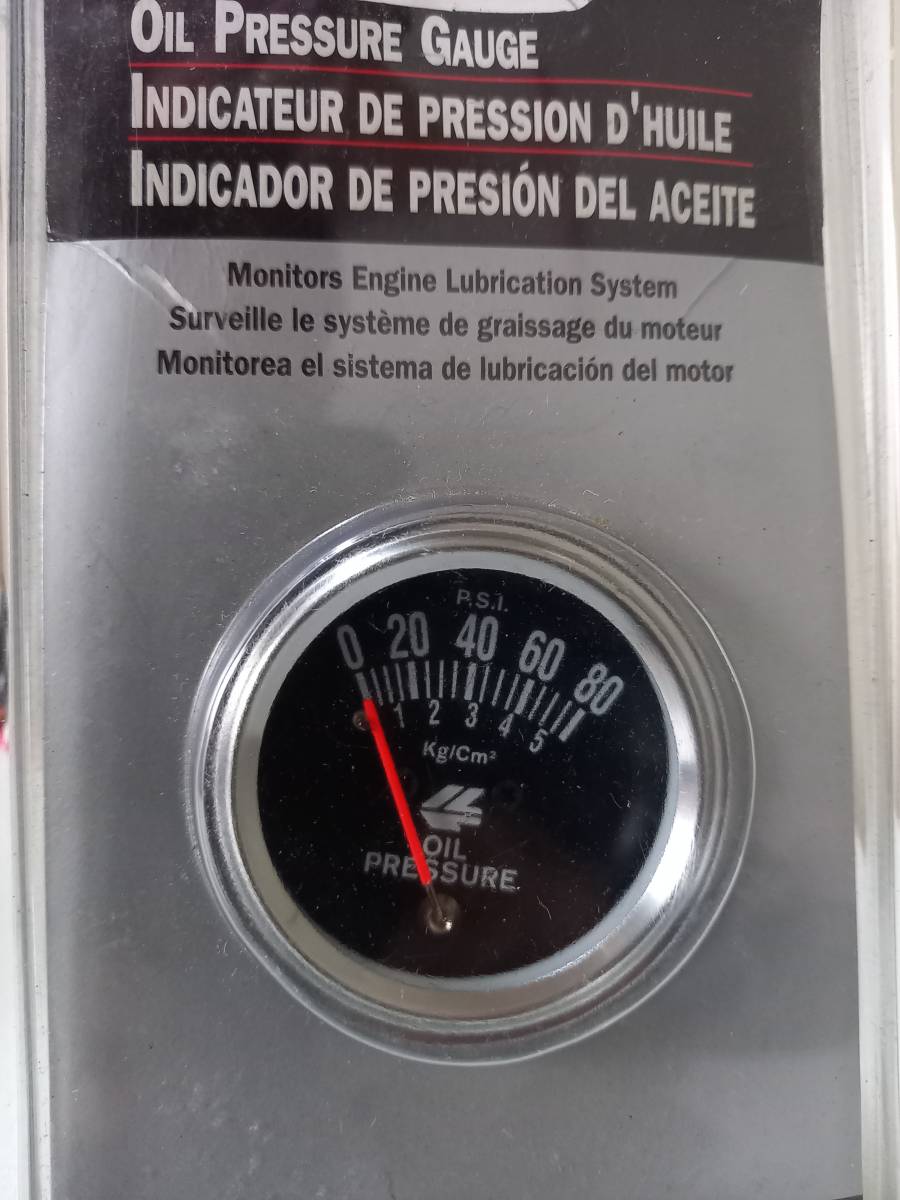 OIL PRESSURE GAUGE
INDICATEUR DE PRESSION D'HUILE
INDICADOR DE PRESIÓN DEL ACEITE
Monitors Engine Lubrication System
Surveille le système de graissage du moteur
Monitorea el sistema de lubricación del motor
P.S.I.
0 20 40 60 80
1 2 3 4 5
Kg/Cm²
OIL
PRESSURE